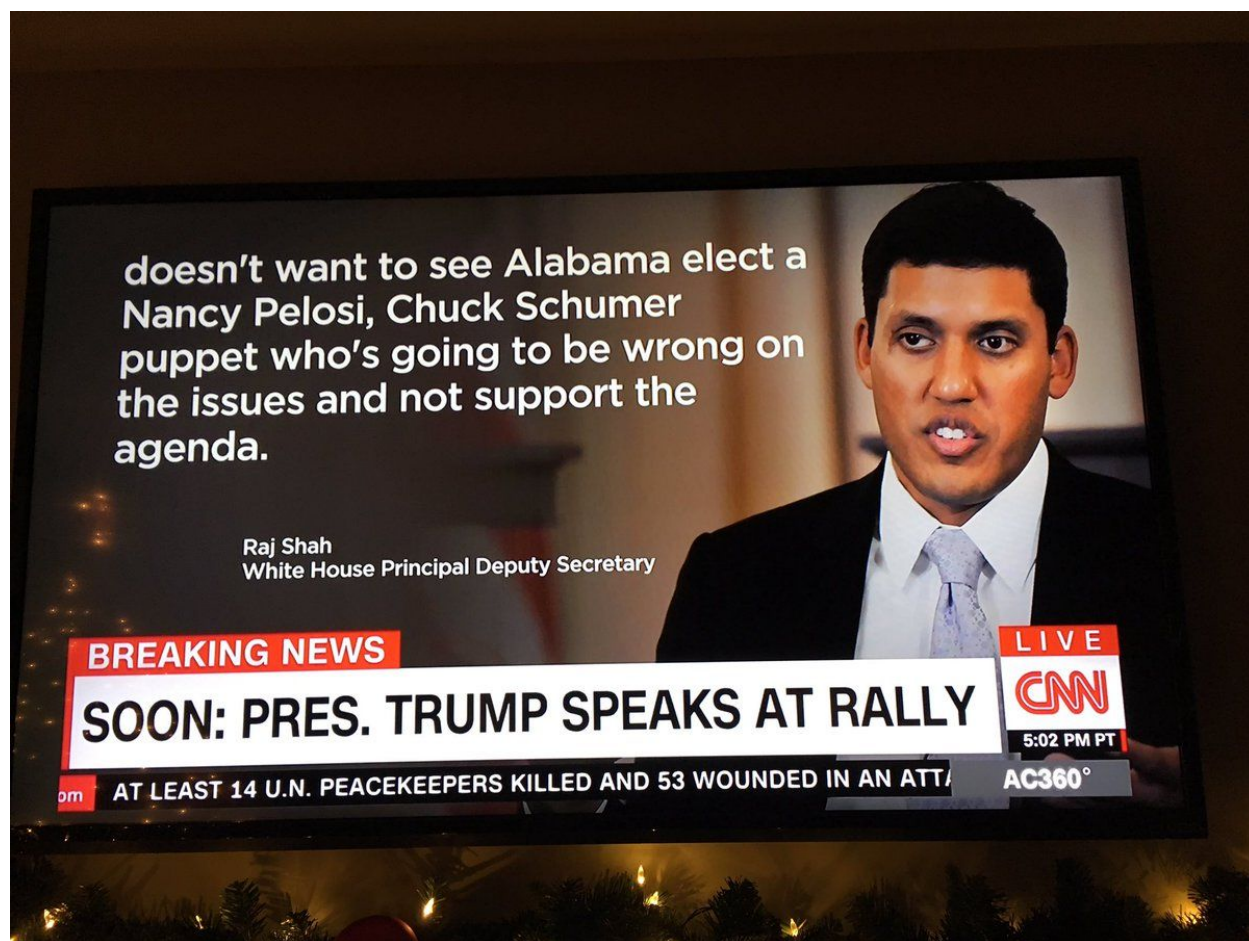 doesn't want to see Alabama elect a
Nancy Pelosi, Chuck Schumer
puppet who's going to be wrong on
the issues and not support the
agenda.
Raj Shah
White House Principal Deputy Secretary
BREAKING NEWS
LIVE
SOON: PRES. TRUMP SPEAKS AT RALLY
CNN
5:02 PM PT
om AT LEAST 14 U.N. PEACEKEEPERS KILLED AND 53 WOUNDED IN AN ATTA
AC360°